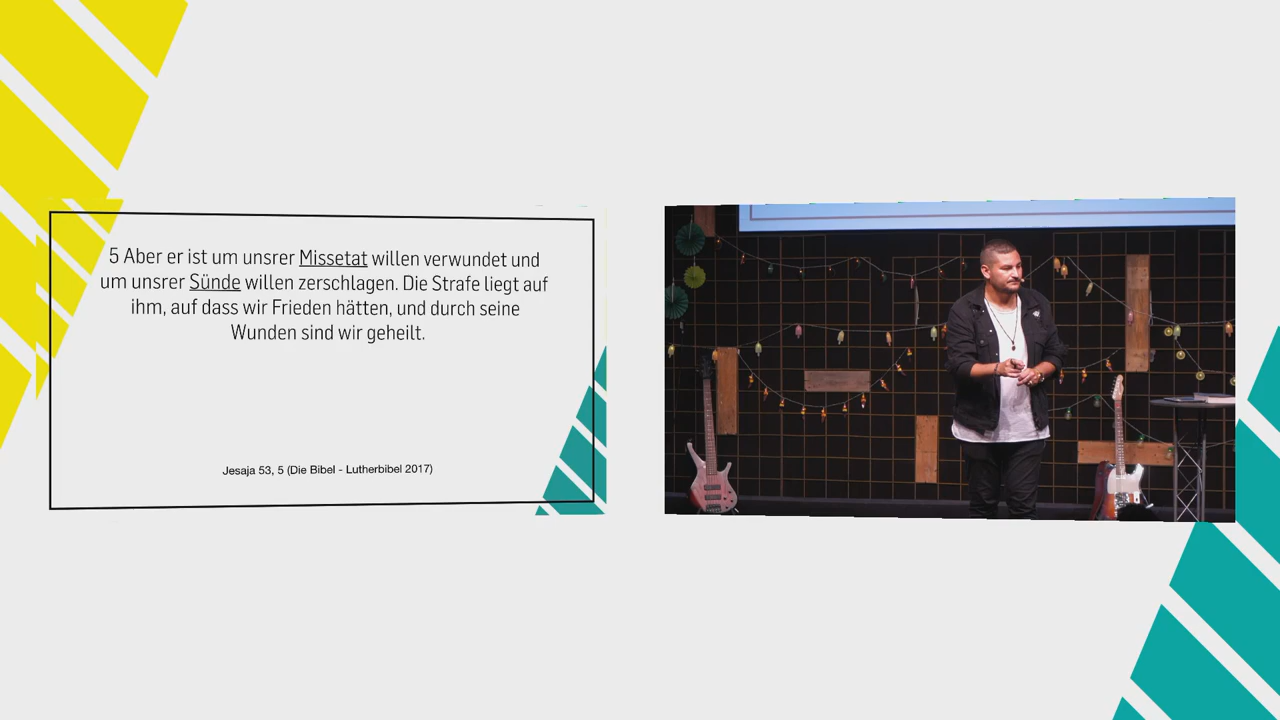 5 Aber er ist um unsrer Missetat willen verwundet und
um unsrer Sünde willen zerschlagen. Die Strafe liegt auf
ihm, auf dass wir Frieden hätten, und durch seine
Wunden sind wir geheilt.
Jesaja 53, 5 (Die Bibel - Lutherbibel 2017)